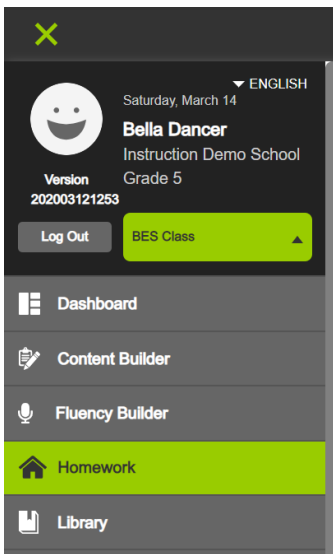 ENGLISH
Saturday, March 14
Bella Dancer
Instruction Demo School
Grade 5
Version
202003121253
Log Out
BES Class
Dashboard
Content Builder
Fluency Builder
Homework
Library